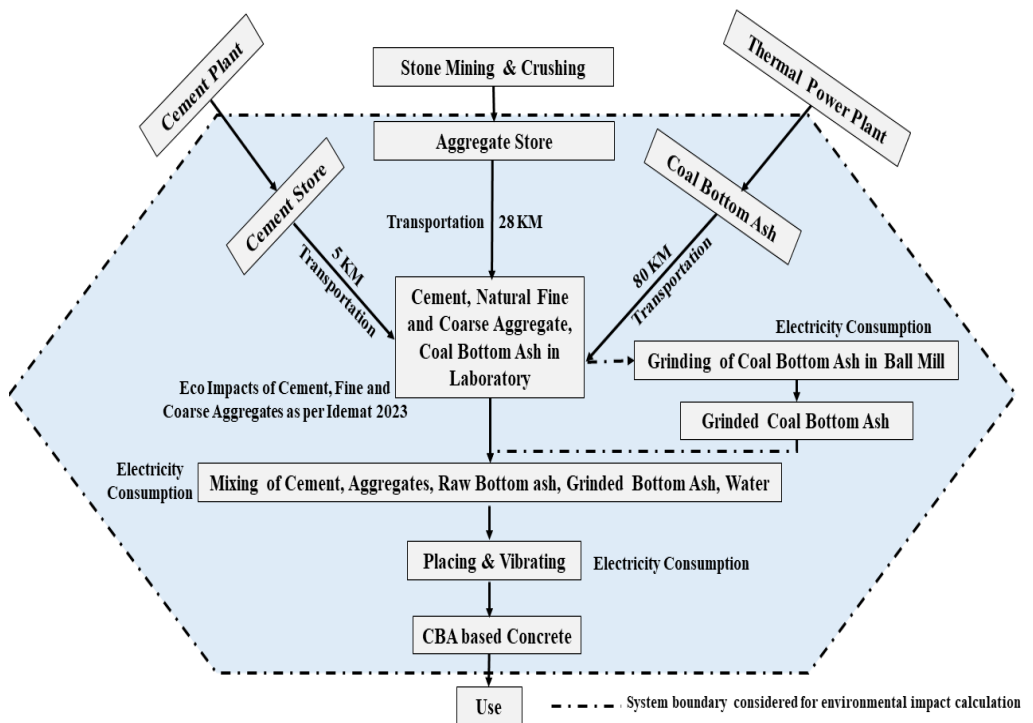 Cement Plant
Stone Mining & Crushing
Thermal Power Plant
Aggregate Store
Cement Store
Coal Bottom Ash
Transportation 28 KM
5 KM
Transportation
80 KM
Transportation
Cement, Natural Fine
and Coarse Aggregate,
Coal Bottom Ash in
Laboratory
Electricity Consumption
Grinding of Coal Bottom Ash in Ball Mill
Grinded Coal Bottom Ash
Eco Impacts of Cement, Fine and
Coarse Aggregates as per Idemat 2023
Electricity
Consumption
Mixing of Cement, Aggregates, Raw Bottom ash, Grinded Bottom Ash, Water
Placing & Vibrating
Electricity Consumption
CBA based Concrete
Use
System boundary considered for environmental impact calculation